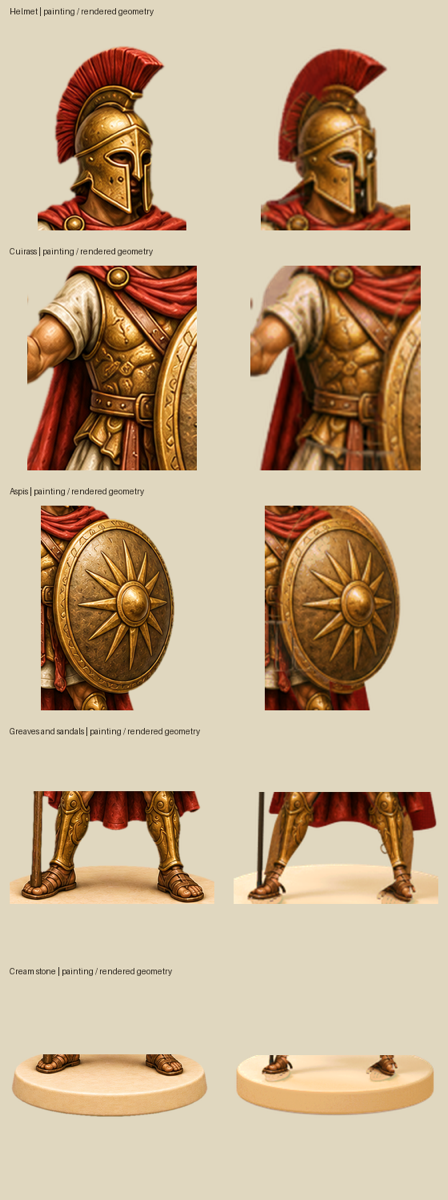 Helmet | painting / rendered geometry
Cuirass | painting / rendered geometry
Aspis | painting / rendered geometry
Greaves and sandals | painting / rendered geometry
Cream stone | painting / rendered geometry